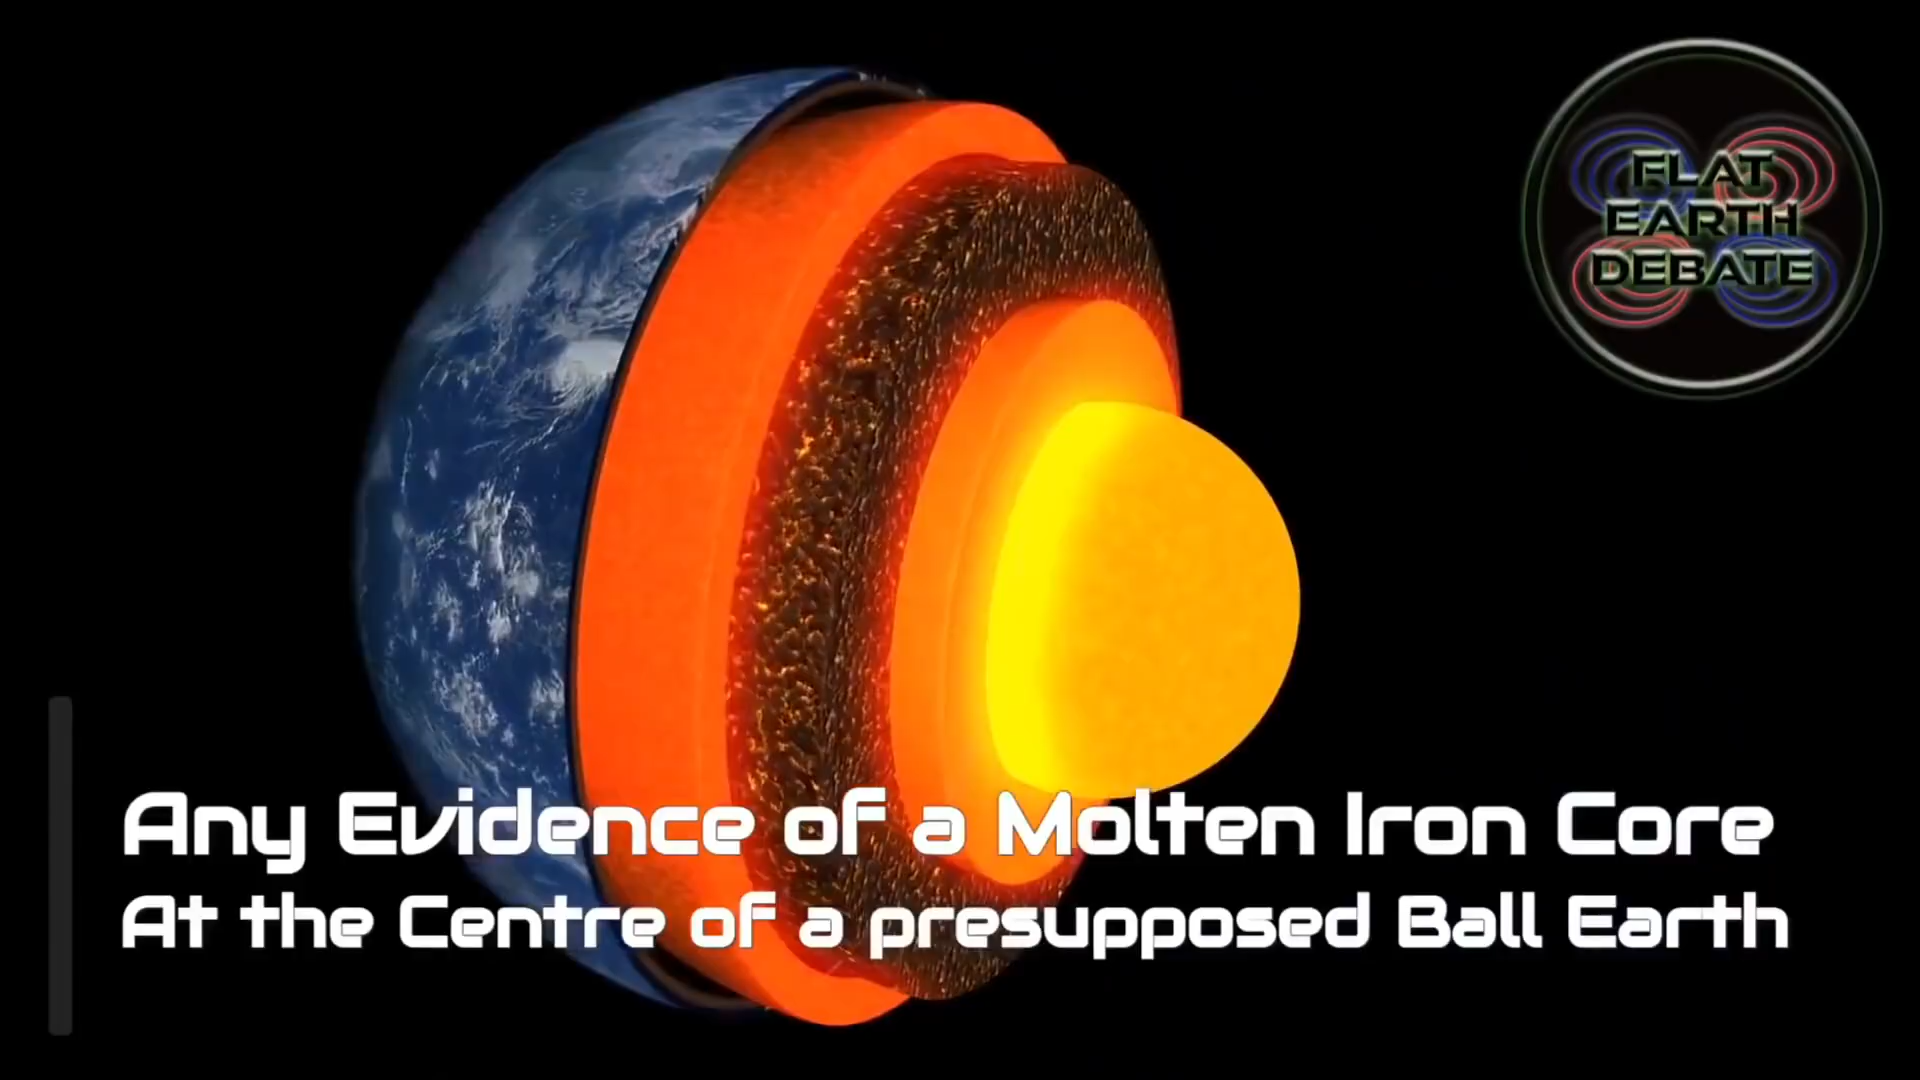 FLAT
EARTH
DEBATE
Any Evidence of a Molten Iron Core
At the Centre of a presupposed Ball Earth